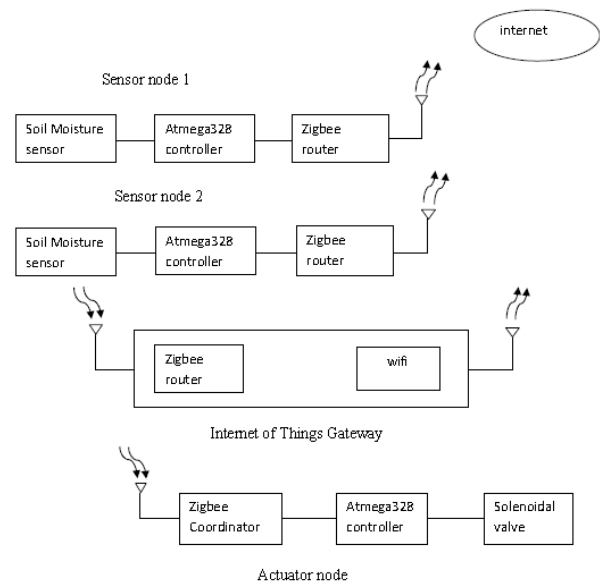 internet
Sensor node 1
Soil Moisture
sensor
Atmega328
controller
Zigbee
router
Sensor node 2
Soil Moisture
sensor
Atmega328
controller
Zigbee
router
Zigbee
router
wifi
Internet of Things Gateway
Zigbee
Coordinator
Atmega328
controller
Solenoidal
valve
Actuator node